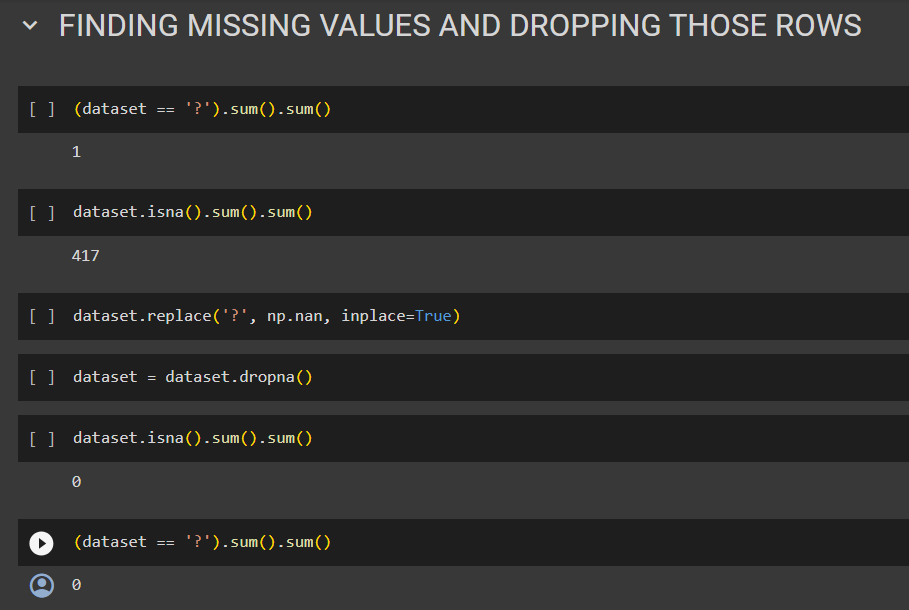 FINDING MISSING VALUES AND DROPPING THOSE ROWS
[ ] (dataset == '?').sum().sum()
1
[ ] dataset.isna().sum().sum()
417
[ ] dataset.replace('?', np.nan, inplace=True)
[ ] dataset = dataset.dropna()
[ ] dataset.isna().sum().sum()
0
(dataset == '?').sum().sum()
0